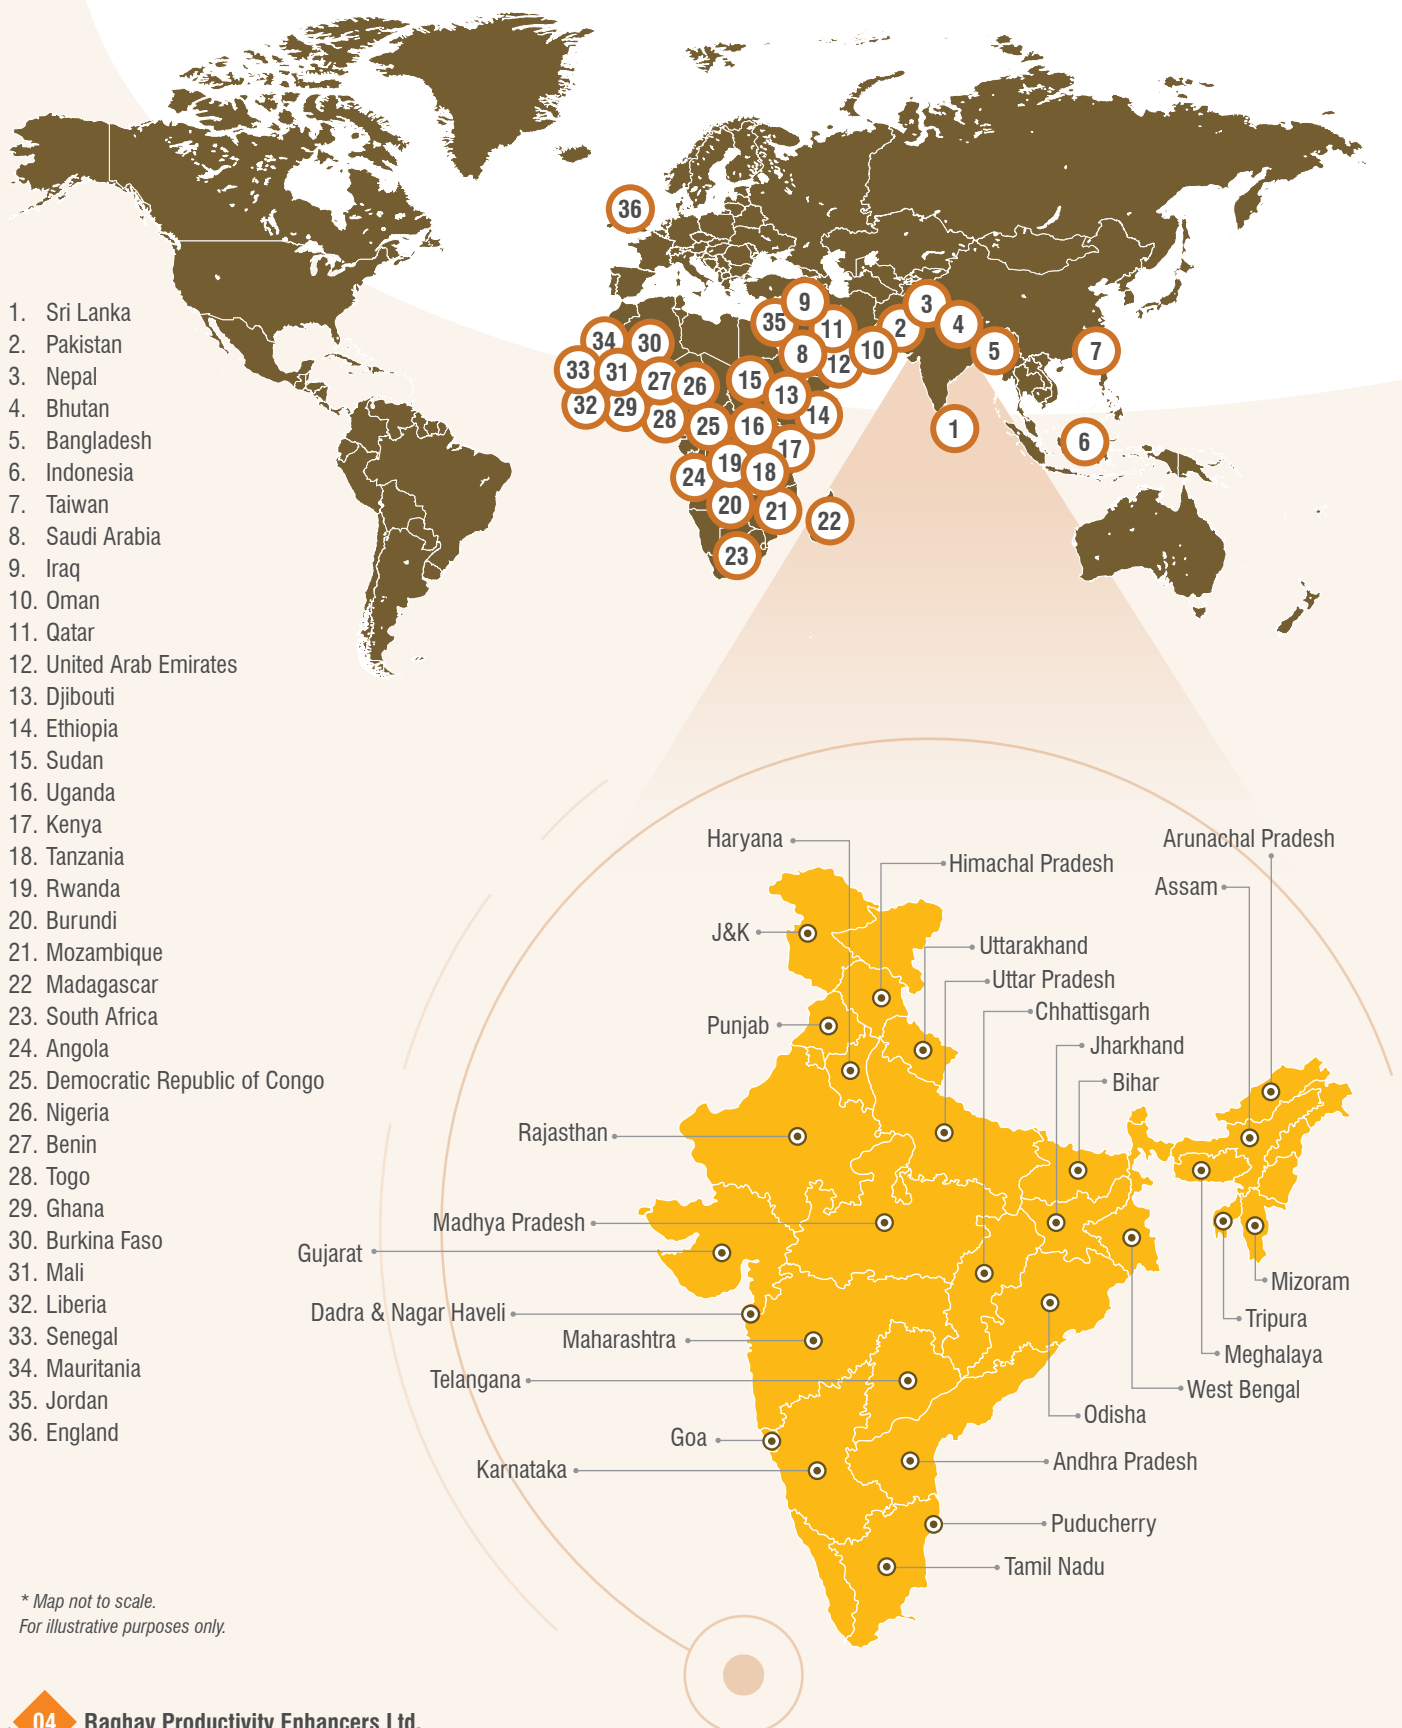 36
9
3
35
11
2
4
34
30
8
12
10
5
7
33
31
27
26
15
13
32
29
28
25
16
14
1
6
24
19
18
17
20
21
22
23
1. Sri Lanka
2. Pakistan
3. Nepal
4. Bhutan
5. Bangladesh
6. Indonesia
7. Taiwan
8. Saudi Arabia
9. Iraq
10. Oman
11. Qatar
12. United Arab Emirates
13. Djibouti
14. Ethiopia
15. Sudan
16. Uganda
17. Kenya
18. Tanzania
19. Rwanda
20. Burundi
21. Mozambique
22 Madagascar
23. South Africa
24. Angola
25. Democratic Republic of Congo
26. Nigeria
27. Benin
28. Togo
29. Ghana
30. Burkina Faso
31. Mali
32. Liberia
33. Senegal
34. Mauritania
35. Jordan
36. England
Haryana
Himachal Pradesh
Arunachal Pradesh
Assam
J&K
Uttarakhand
Uttar Pradesh
Chhattisgarh
Punjab
Jharkhand
Bihar
Rajasthan
Madhya Pradesh
Gujarat
Dadra & Nagar Haveli
Maharashtra
Telangana
Goa
Karnataka
Mizoram
Tripura
Meghalaya
West Bengal
Odisha
Andhra Pradesh
Puducherry
Tamil Nadu
* Map not to scale.
For illustrative purposes only.
04 Raghav Productivity Enhancers Ltd.